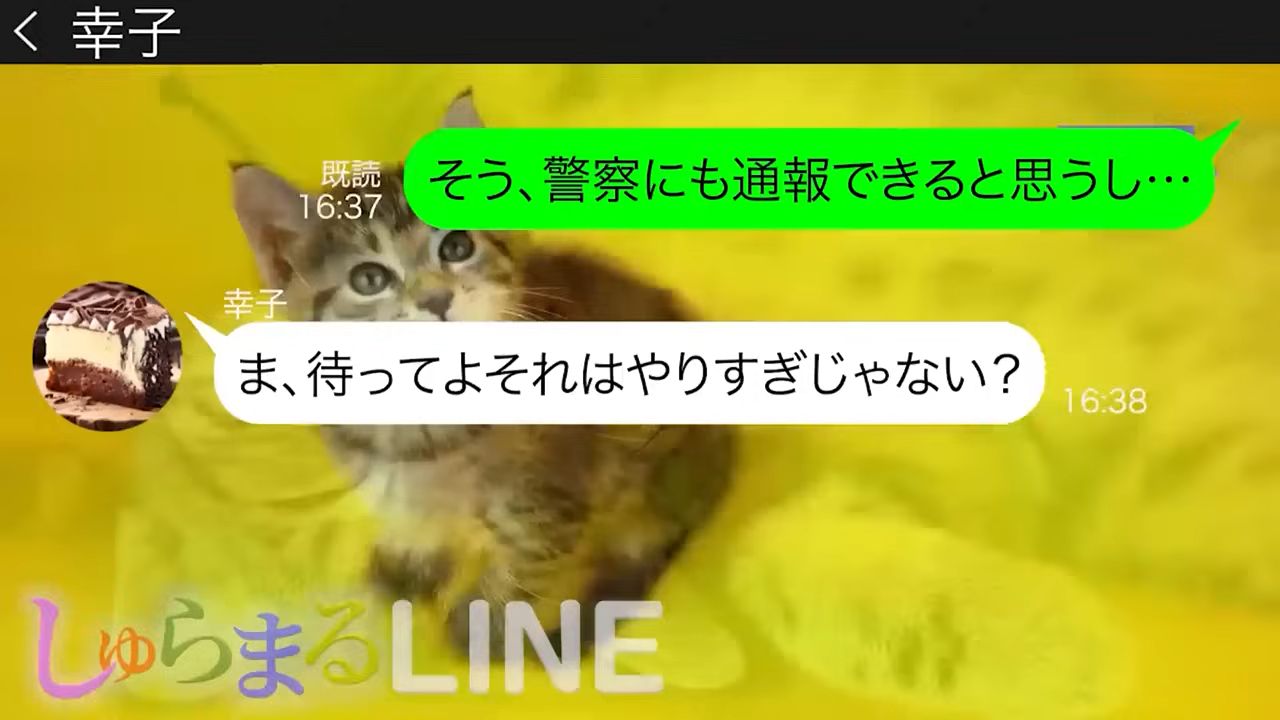 幸子
そう、警察にも通報できると思うし…
既読
16:37
幸子
ま、待ってよそれはやりすぎじゃない？
16:38
しゅらまるLINE